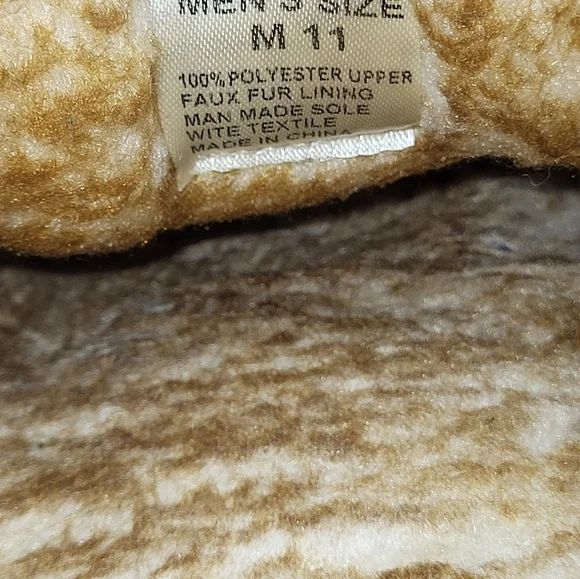 MEN'S SIZE
M 11
100% POLYESTER UPPER
FAUX FUR LINING
MAN MADE SOLE
WITE TEXTILE
MADE IN CHINA